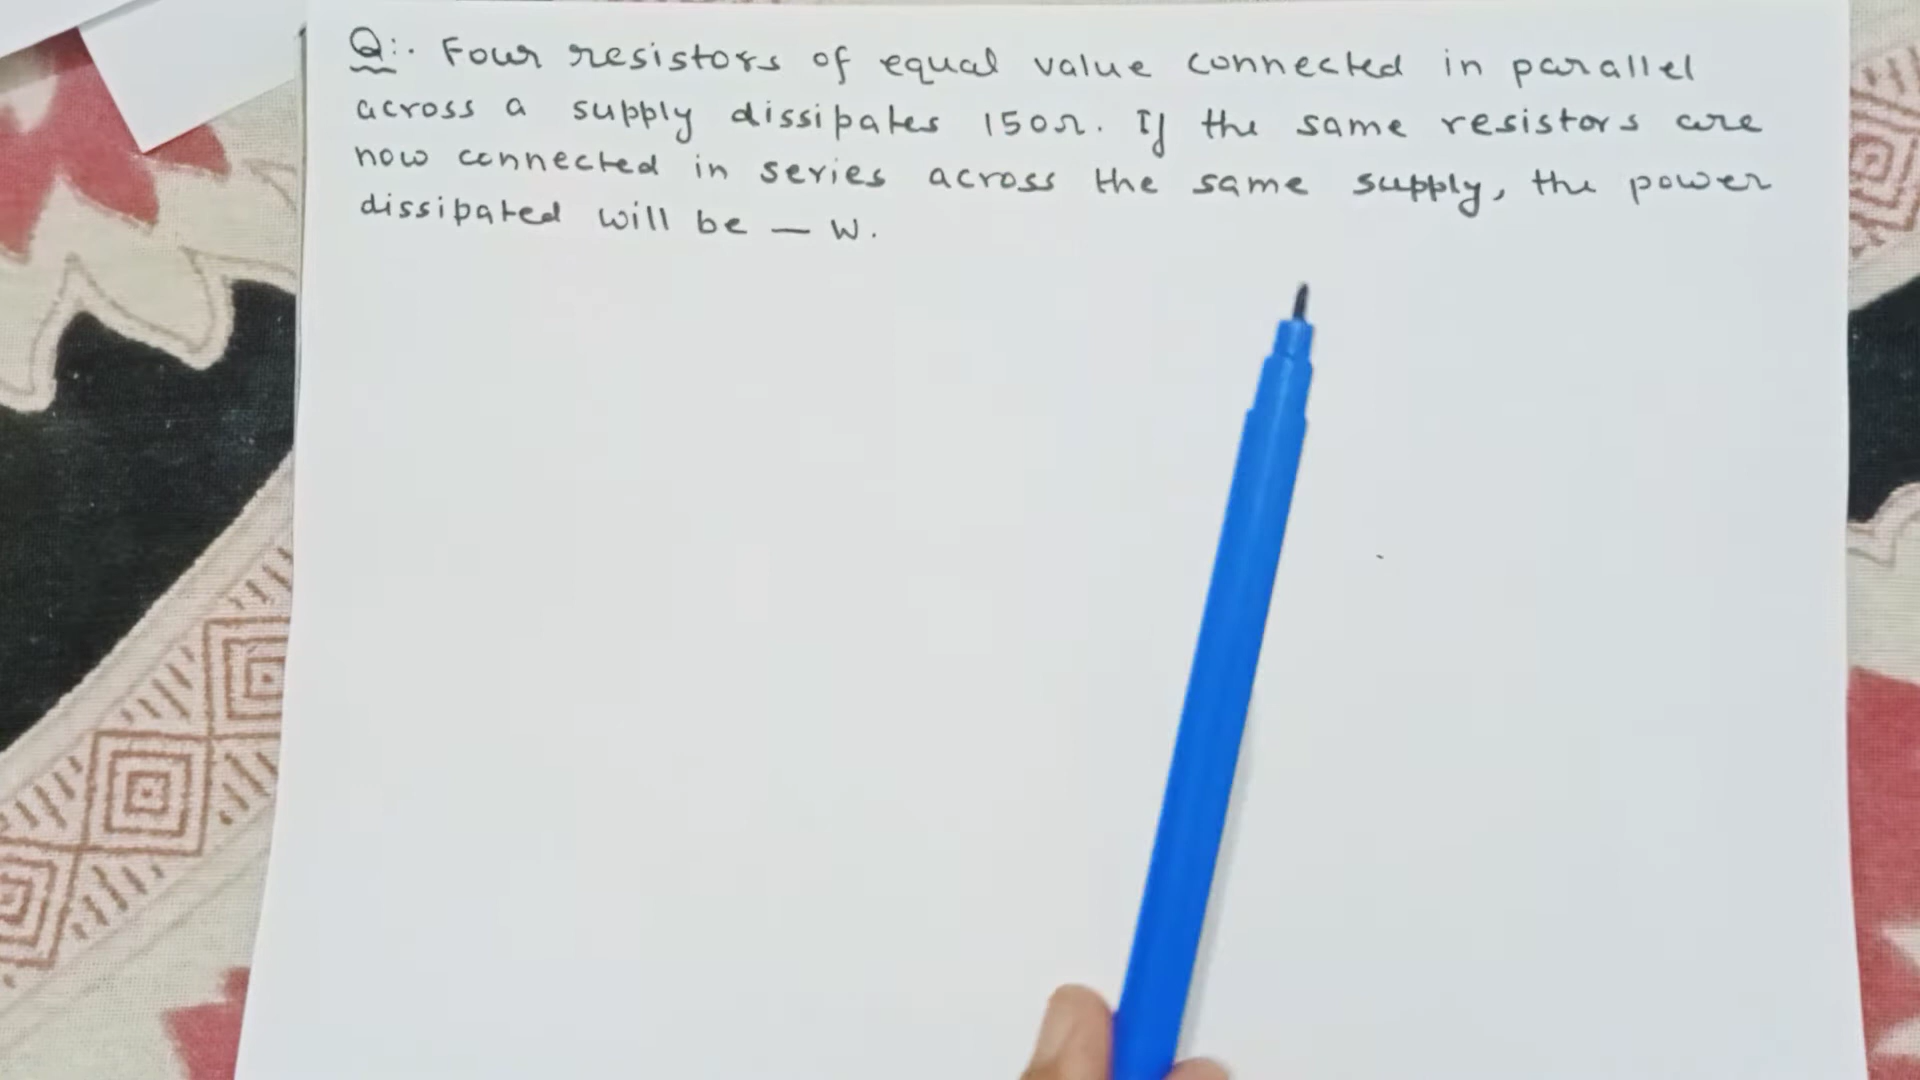 Q:. Four resistors of equal value connected in parallel
across a supply dissipates 150Ω. If the same resistors are
now connected in series across the same supply, the power
dissipated will be — W.